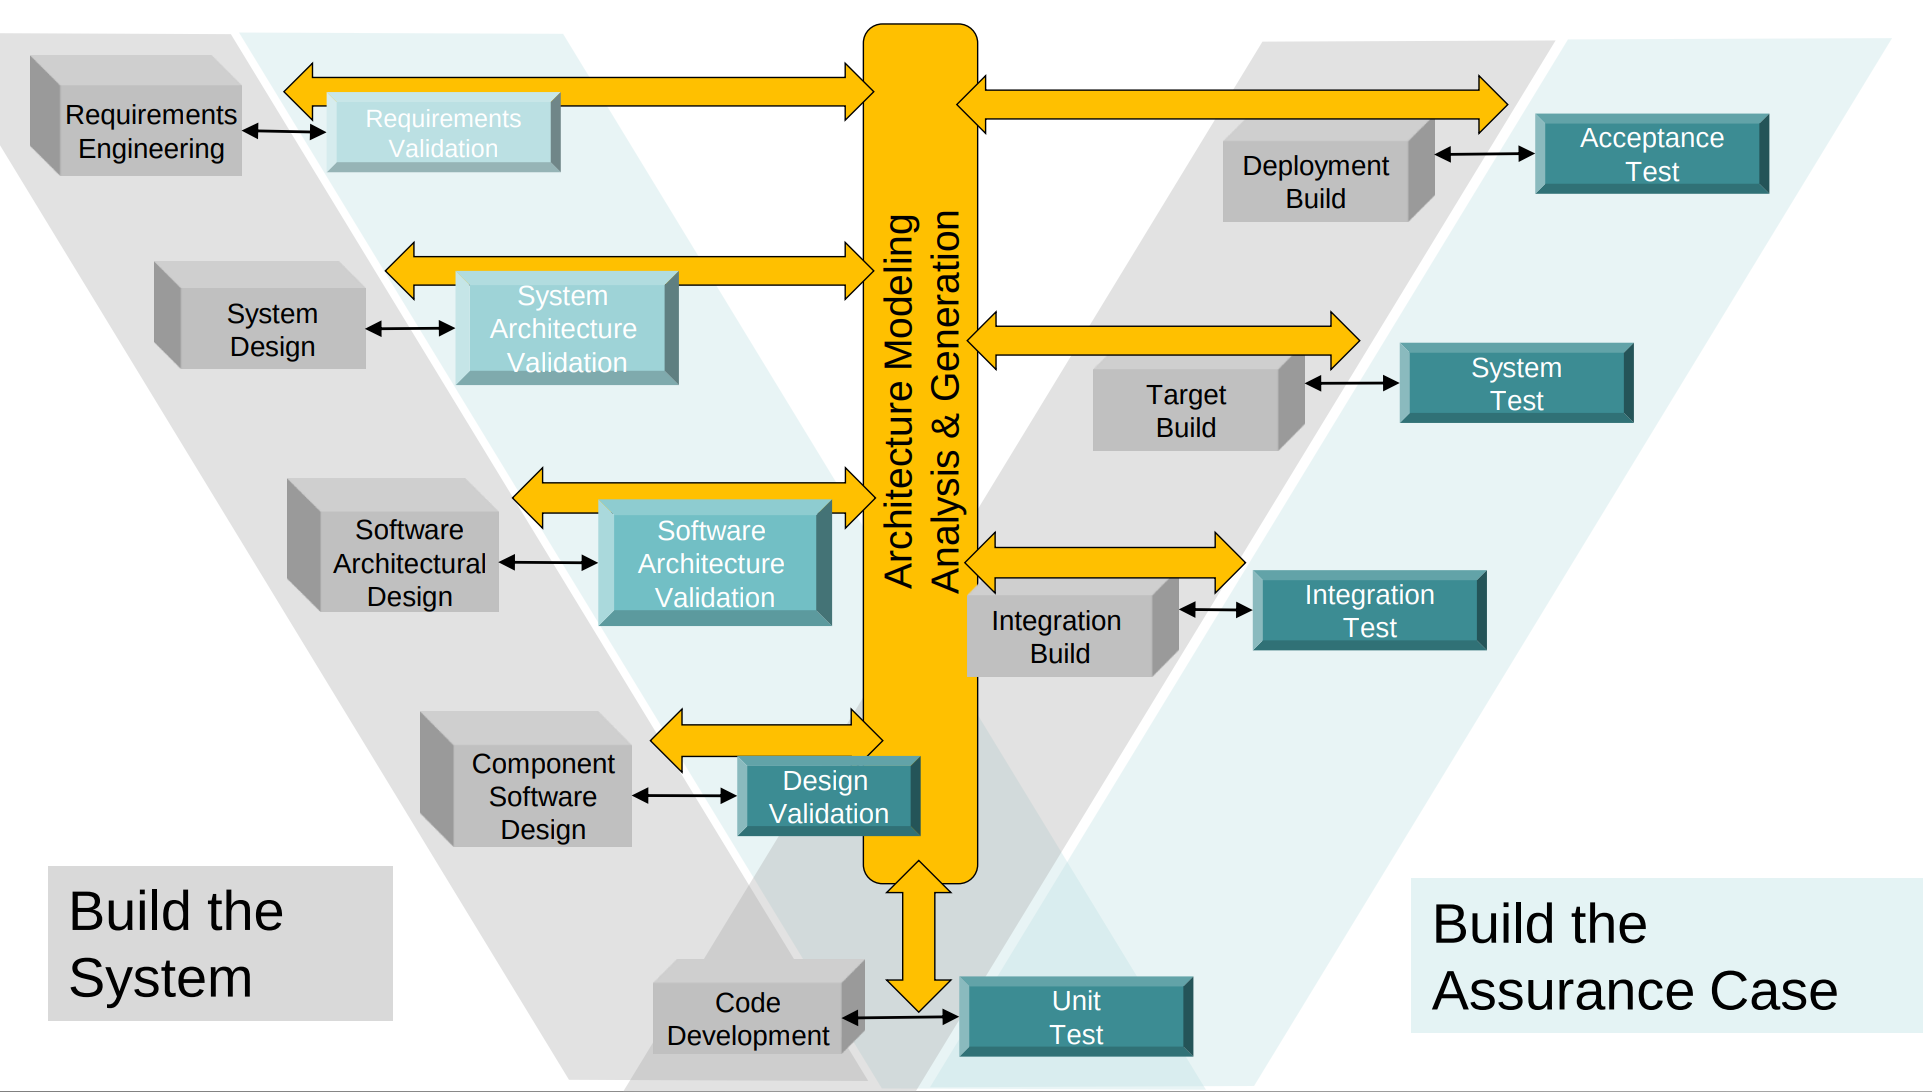 Requirements
Engineering
Requirements
Validation
Deployment
Build
Acceptance
Test
System
Design
System
Architecture
Validation
Architecture Modeling
Analysis & Generation
Target
Build
System
Test
Software
Architectural
Design
Software
Architecture
Validation
Integration
Build
Integration
Test
Component
Software
Design
Design
Validation
Build the
System
Code
Development
Unit
Test
Build the
Assurance Case